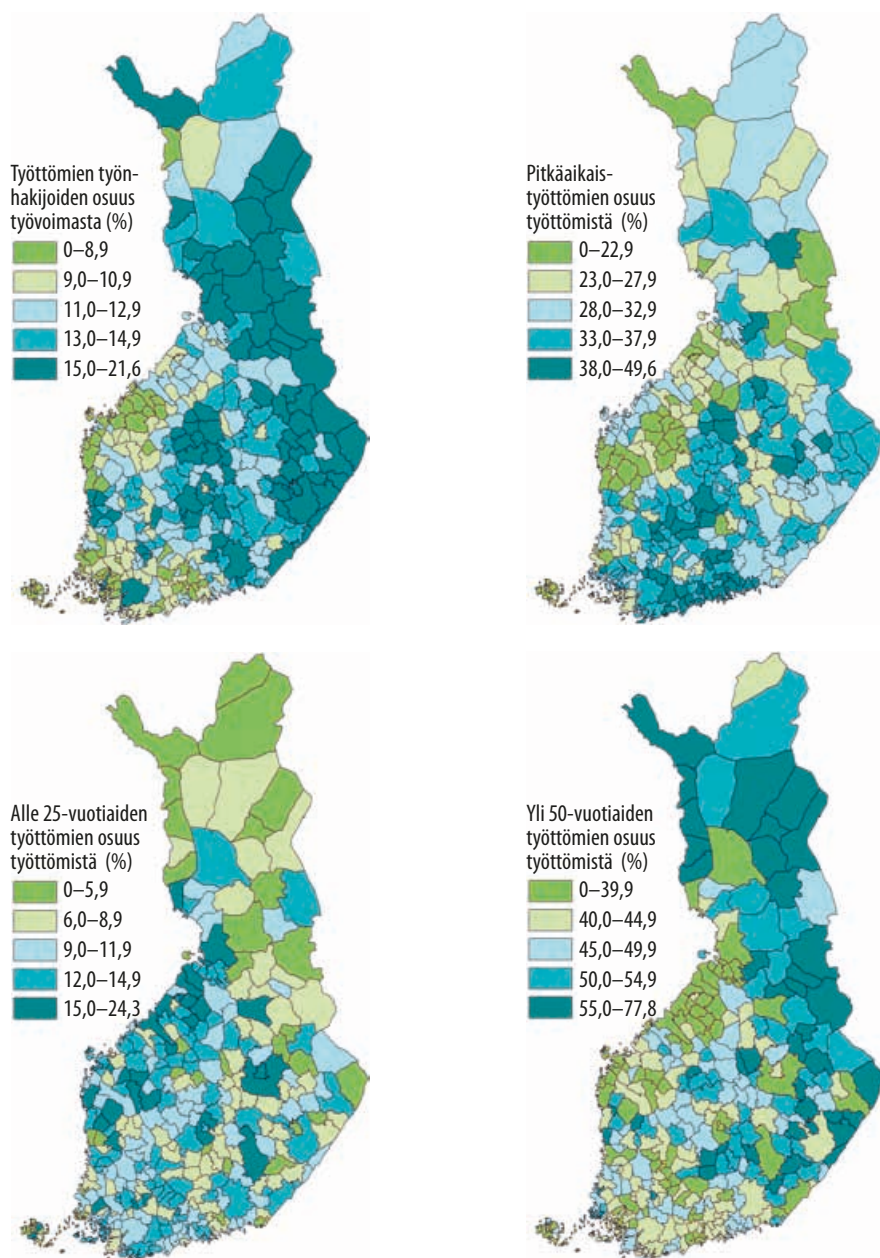 Työttömien työn-
hakijoiden osuus
työvoimasta (%)
0–8,9
9,0–10,9
11,0–12,9
13,0–14,9
15,0–21,6
Pitkäaikais-
työttömien osuus
työttömistä (%)
0–22,9
23,0–27,9
28,0–32,9
33,0–37,9
38,0–49,6
Alle 25-vuotiaiden
työttömien osuus
työttömistä (%)
0–5,9
6,0–8,9
9,0–11,9
12,0–14,9
15,0–24,3
Yli 50-vuotiaiden
työttömien osuus
työttömistä (%)
0–39,9
40,0–44,9
45,0–49,9
50,0–54,9
55,0–77,8